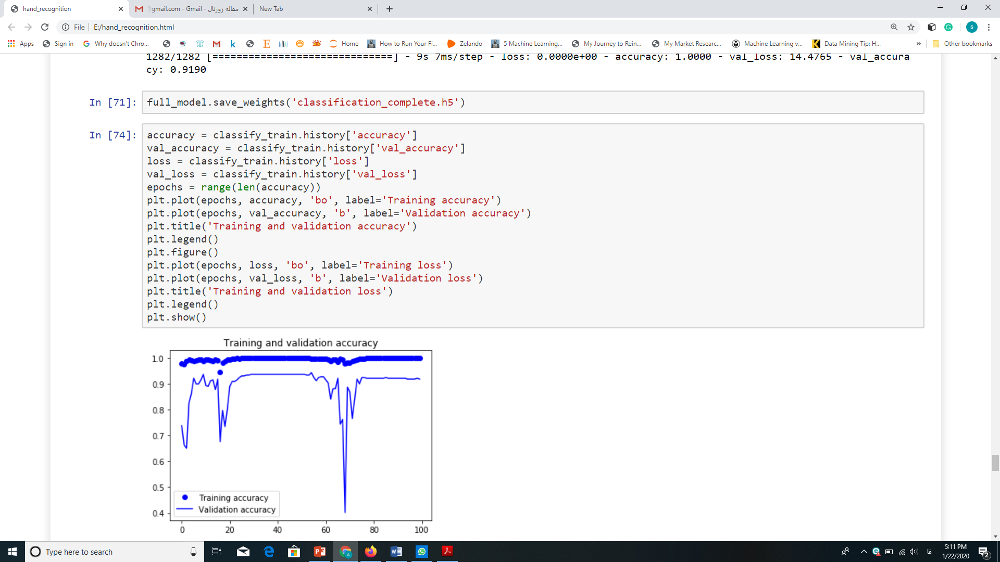 hand_recognition
@gmail.com - Gmail - مقاله ژورنال
New Tab
File
E:/hand_recognition.html
s
Apps
Sign in
Why doesn't Chro...
Home
How to Run Your Fi...
Zelando
5 Machine Learning...
My Journey to Rein...
My Market Researc...
Machine Learning v...
Data Mining Tip: H...
»
Other bookmarks
1282/1282 [==============================] - 9s 7ms/step - loss: 0.0000e+00 - accuracy: 1.0000 - val_loss: 14.4765 - val_accura
cy: 0.9190
In [71]:
full_model.save_weights('classification_complete.h5')
In [74]:
accuracy = classify_train.history['accuracy']
val_accuracy = classify_train.history['val_accuracy']
loss = classify_train.history['loss']
val_loss = classify_train.history['val_loss']
epochs = range(len(accuracy))
plt.plot(epochs, accuracy, 'bo', label='Training accuracy')
plt.plot(epochs, val_accuracy, 'b', label='Validation accuracy')
plt.title('Training and validation accuracy')
plt.legend()
plt.figure()
plt.plot(epochs, loss, 'bo', label='Training loss')
plt.plot(epochs, val_loss, 'b', label='Validation loss')
plt.title('Training and validation loss')
plt.legend()
plt.show()
Training and validation accuracy
1.0
0.9
0.8
0.7
0.6
0.5
0.4
Training accuracy
Validation accuracy
0 20 40 60 80 100
Type here to search
فا
5:11 PM
1/22/2020
2